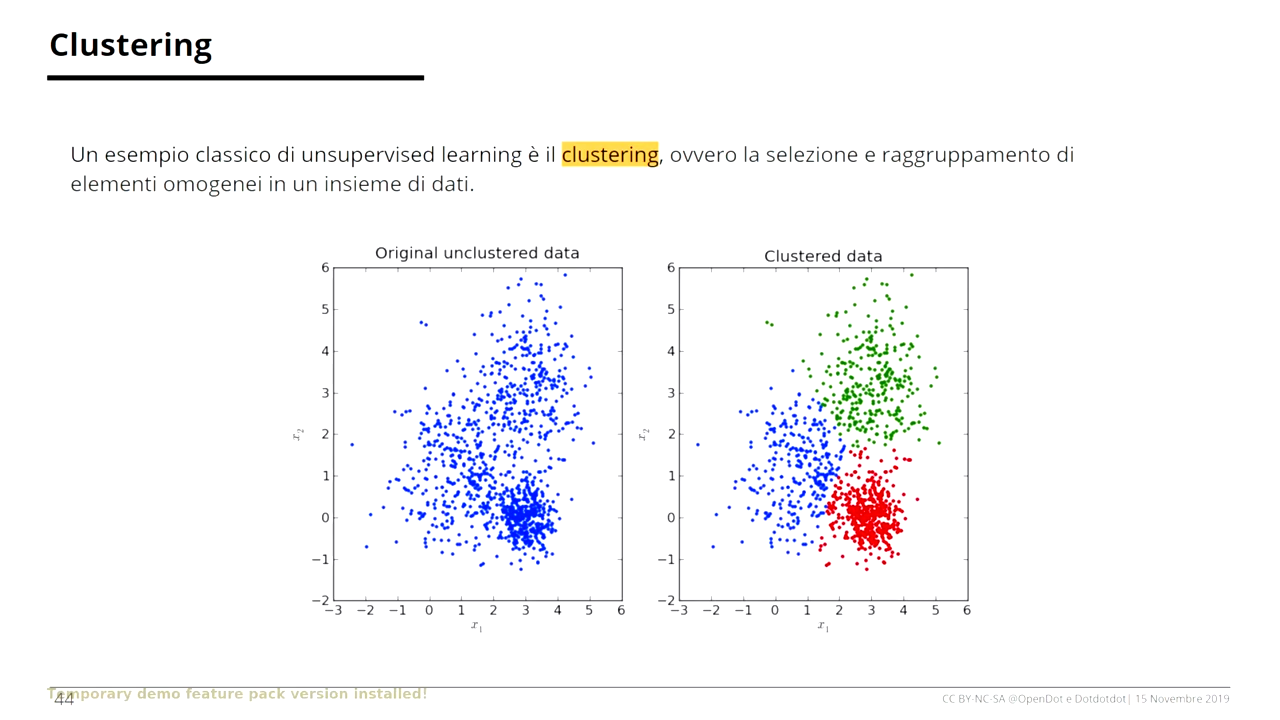 Clustering
Un esempio classico di unsupervised learning è il clustering, ovvero la selezione e raggruppamento di
elementi omogenei in un insieme di dati.
Original unclustered data
6
5
4
3
2
1
0
−1
−2
−3 −2 −1 0 1 2 3 4 5 6
x₂
x₁
Clustered data
6
5
4
3
2
1
0
−1
−2
−3 −2 −1 0 1 2 3 4 5 6
x₂
x₁
Temporary demo feature pack version installed!
44
CC BY-NC-SA @OpenDot e Dotdotdot| 15 Novembre 2019